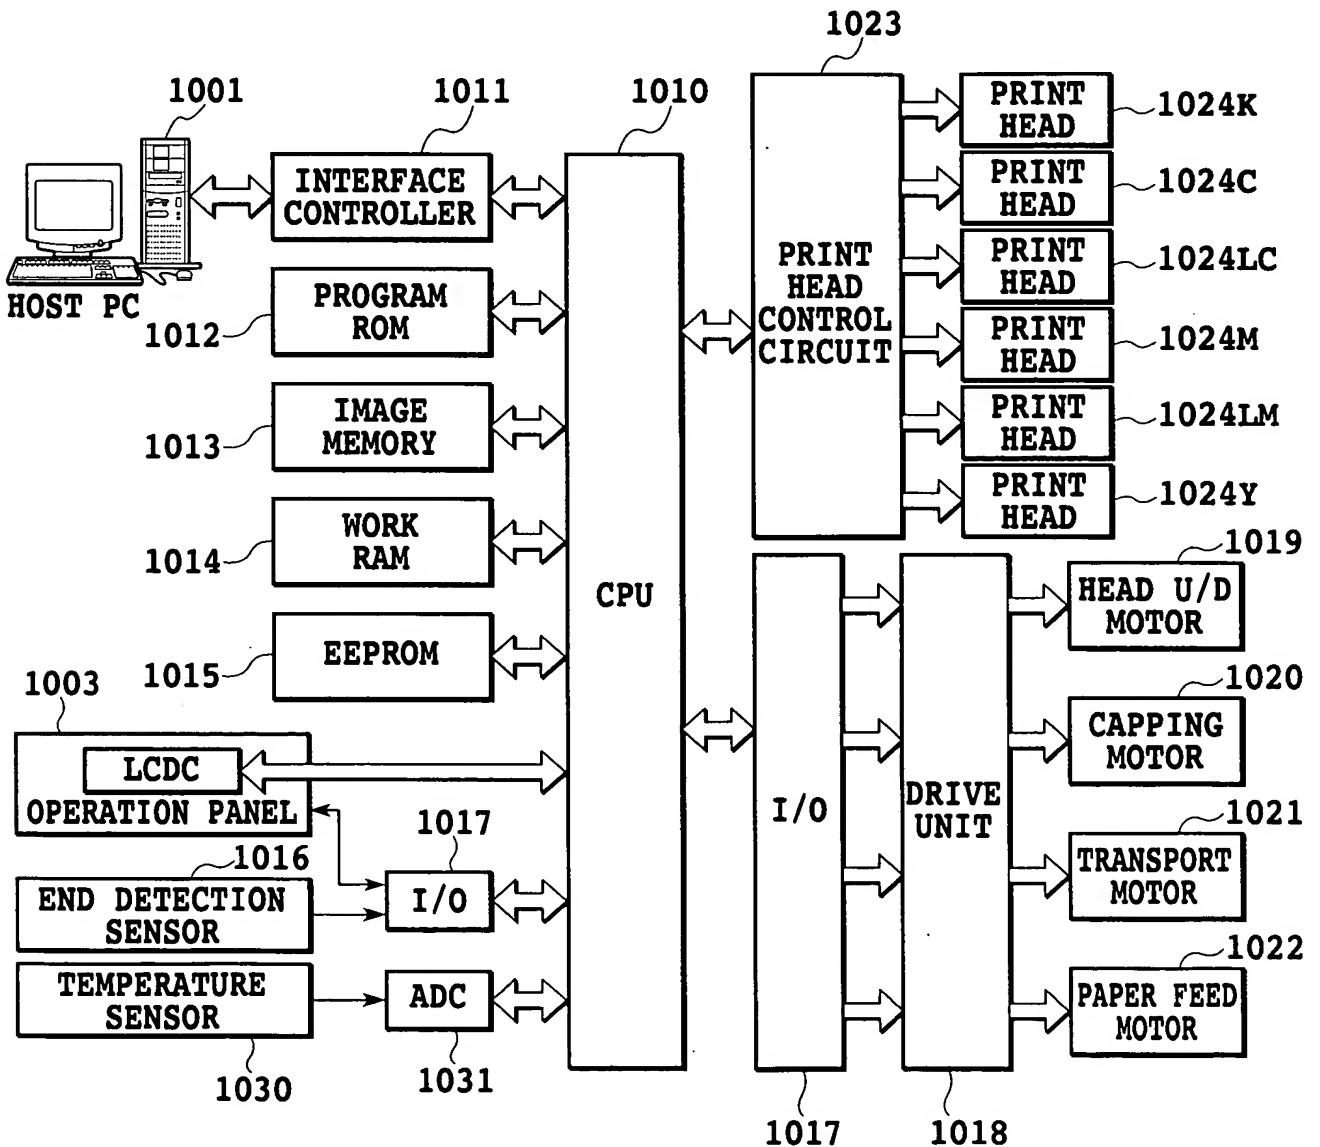 1023
1001
1011
1010
PRINT
HEAD
1024K
INTERFACE
CONTROLLER
PRINT
HEAD
1024C
HOST PC
PROGRAM
ROM
1012
PRINT
HEAD
CONTROL
CIRCUIT
PRINT
HEAD
1024LC
PRINT
HEAD
1024M
IMAGE
MEMORY
1013
PRINT
HEAD
1024LM
PRINT
HEAD
1024Y
WORK
RAM
1014
CPU
1019
HEAD U/D
MOTOR
EEPROM
1015
1003
LCDC
OPERATION PANEL
1020
CAPPING
MOTOR
I/O
DRIVE
UNIT
1017
1016
END DETECTION
SENSOR
I/O
1021
TRANSPORT
MOTOR
TEMPERATURE
SENSOR
ADC
1022
PAPER FEED
MOTOR
1030
1031
1017
1018